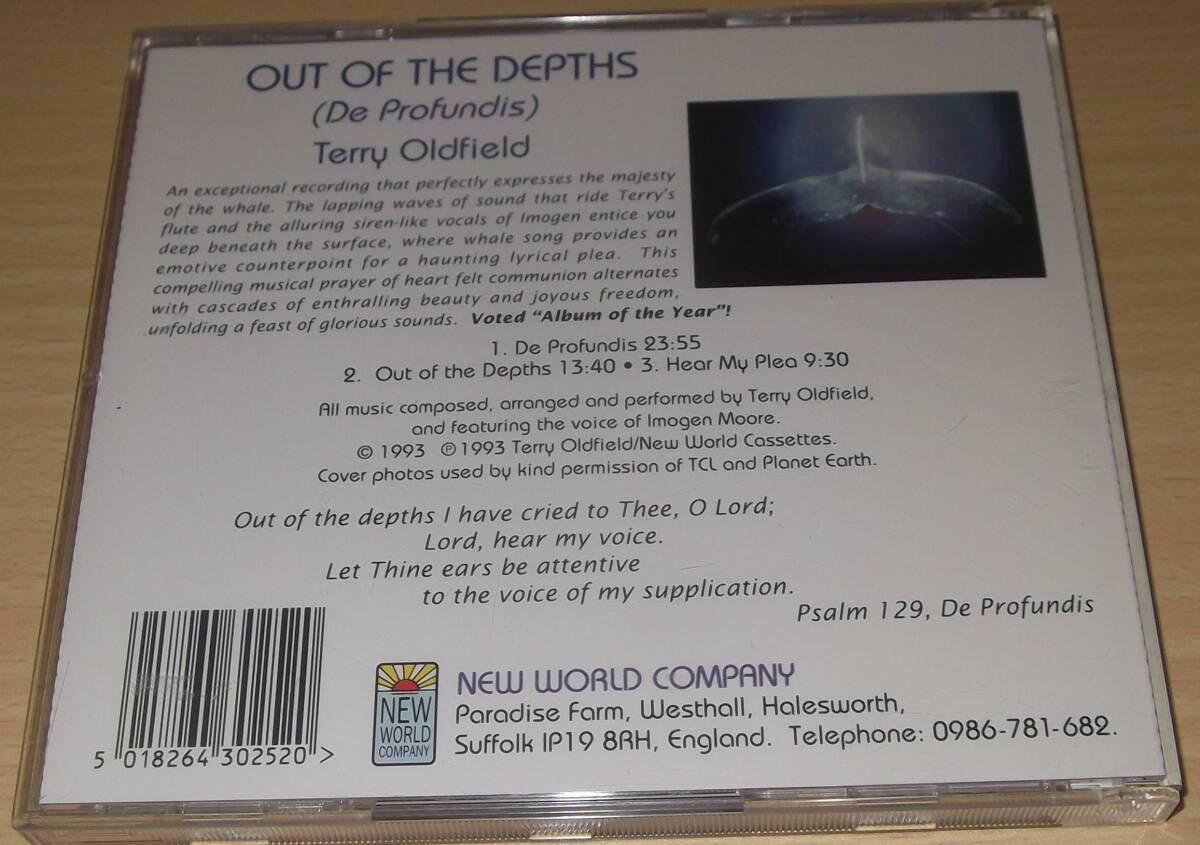 OUT OF THE DEPTHS
(De Profundis)
Terry Oldfield
An exceptional recording that perfectly expresses the majesty
of the whale. The lapping waves of sound that ride Terry's
flute and the alluring siren-like vocals of Imogen entice you
deep beneath the surface, where whale song provides an
emotive counterpoint for a haunting lyrical plea. This
compelling musical prayer of heart felt communion alternates
with cascades of enthralling beauty and joyous freedom,
unfolding a feast of glorious sounds. Voted “Album of the Year”!
1. De Profundis 23:55
2. Out of the Depths 13:40 • 3. Hear My Plea 9:30
All music composed, arranged and performed by Terry Oldfield,
and featuring the voice of Imogen Moore.
© 1993 ℗ 1993 Terry Oldfield/New World Cassettes.
Cover photos used by kind permission of TCL and Planet Earth.
Out of the depths I have cried to Thee, O Lord;
Lord, hear my voice.
Let Thine ears be attentive
to the voice of my supplication.
Psalm 129, De Profundis
5 018264 302520 >
NEW
WORLD
COMPANY
NEW WORLD COMPANY
Paradise Farm, Westhall, Halesworth,
Suffolk IP19 8RH, England. Telephone: 0986-781-682.